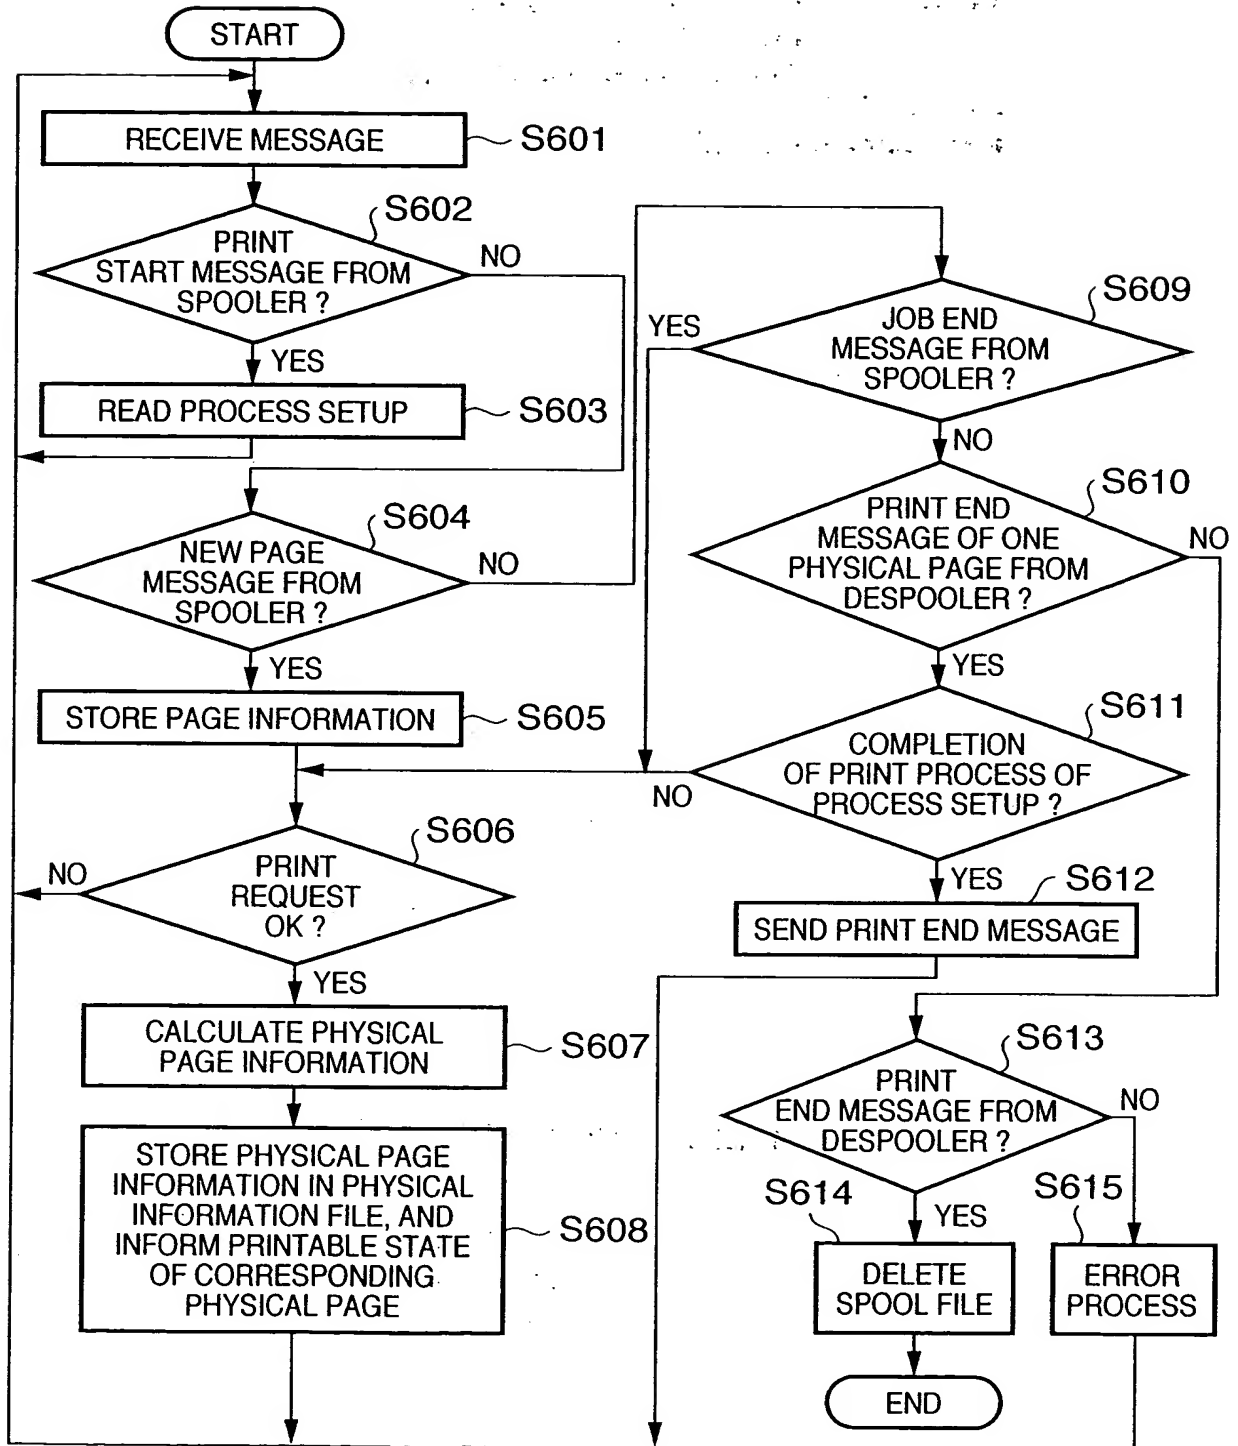 START
RECEIVE MESSAGE
S601
S602
PRINT
START MESSAGE FROM
SPOOLER ?
NO
YES
READ PROCESS SETUP
S603
S604
NEW PAGE
MESSAGE FROM
SPOOLER ?
NO
YES
STORE PAGE INFORMATION
S605
S606
PRINT
REQUEST
OK ?
NO
YES
CALCULATE PHYSICAL
PAGE INFORMATION
S607
STORE PHYSICAL PAGE
INFORMATION IN PHYSICAL
INFORMATION FILE, AND
INFORM PRINTABLE STATE
OF CORRESPONDING
PHYSICAL PAGE
S608
S609
JOB END
MESSAGE FROM
SPOOLER ?
YES
NO
S610
PRINT END
MESSAGE OF ONE
PHYSICAL PAGE FROM
DESPOOLER ?
NO
YES
S611
COMPLETION
OF PRINT PROCESS OF
PROCESS SETUP ?
NO
YES
S612
SEND PRINT END MESSAGE
S613
PRINT
END MESSAGE FROM
DESPOOLER ?
NO
YES
S614
DELETE
SPOOL FILE
S615
ERROR
PROCESS
END